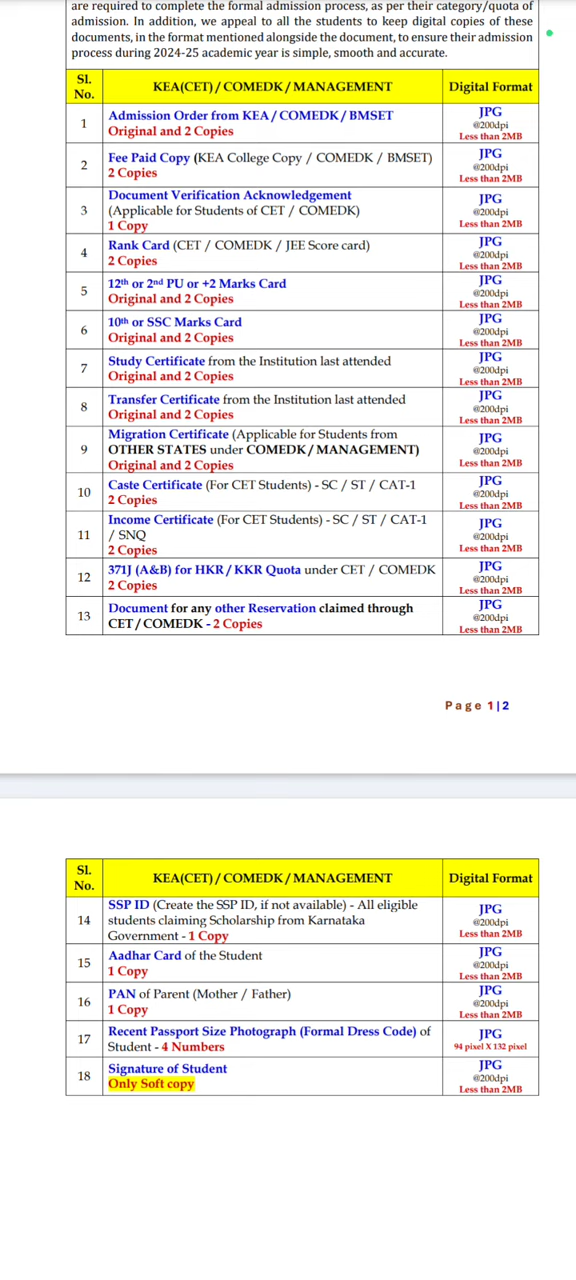 are required to complete the formal admission process, as per their category/quota of
admission. In addition, we appeal to all the students to keep digital copies of these
documents, in the format mentioned alongside the document, to ensure their admission
process during 2024-25 academic year is simple, smooth and accurate.
Sl. No. KEA(CET) / COMEDK / MANAGEMENT Digital Format
1
Admission Order from KEA / COMEDK / BMSET
Original and 2 Copies
JPG
@200dpi
Less than 2MB
2
Fee Paid Copy (KEA College Copy / COMEDK / BMSET)
2 Copies
JPG
@200dpi
Less than 2MB
3
Document Verification Acknowledgement
(Applicable for Students of CET / COMEDK)
1 Copy
JPG
@200dpi
Less than 2MB
4
Rank Card (CET / COMEDK / JEE Score card)
2 Copies
JPG
@200dpi
Less than 2MB
5
12th or 2nd PU or +2 Marks Card
Original and 2 Copies
JPG
@200dpi
Less than 2MB
6
10th or SSC Marks Card
Original and 2 Copies
JPG
@200dpi
Less than 2MB
7
Study Certificate from the Institution last attended
Original and 2 Copies
JPG
@200dpi
Less than 2MB
8
Transfer Certificate from the Institution last attended
Original and 2 Copies
JPG
@200dpi
Less than 2MB
9
Migration Certificate (Applicable for Students from
OTHER STATES under COMEDK / MANAGEMENT)
Original and 2 Copies
JPG
@200dpi
Less than 2MB
10
Caste Certificate (For CET Students) - SC / ST / CAT-1
2 Copies
JPG
@200dpi
Less than 2MB
11
Income Certificate (For CET Students) - SC / ST / CAT-1
/ SNQ
2 Copies
JPG
@200dpi
Less than 2MB
12
371J (A&B) for HKR / KKR Quota under CET / COMEDK
2 Copies
JPG
@200dpi
Less than 2MB
13
Document for any other Reservation claimed through
CET / COMEDK - 2 Copies
JPG
@200dpi
Less than 2MB
Page 1|2
Sl. No. KEA(CET) / COMEDK / MANAGEMENT Digital Format
14
SSP ID (Create the SSP ID, if not available) - All eligible
students claiming Scholarship from Karnataka
Government - 1 Copy
JPG
@200dpi
Less than 2MB
15
Aadhar Card of the Student
1 Copy
JPG
@200dpi
Less than 2MB
16
PAN of Parent (Mother / Father)
1 Copy
JPG
@200dpi
Less than 2MB
17
Recent Passport Size Photograph (Formal Dress Code) of
Student - 4 Numbers
JPG
94 pixel X 132 pixel
18
Signature of Student
Only Soft copy
JPG
@200dpi
Less than 2MB